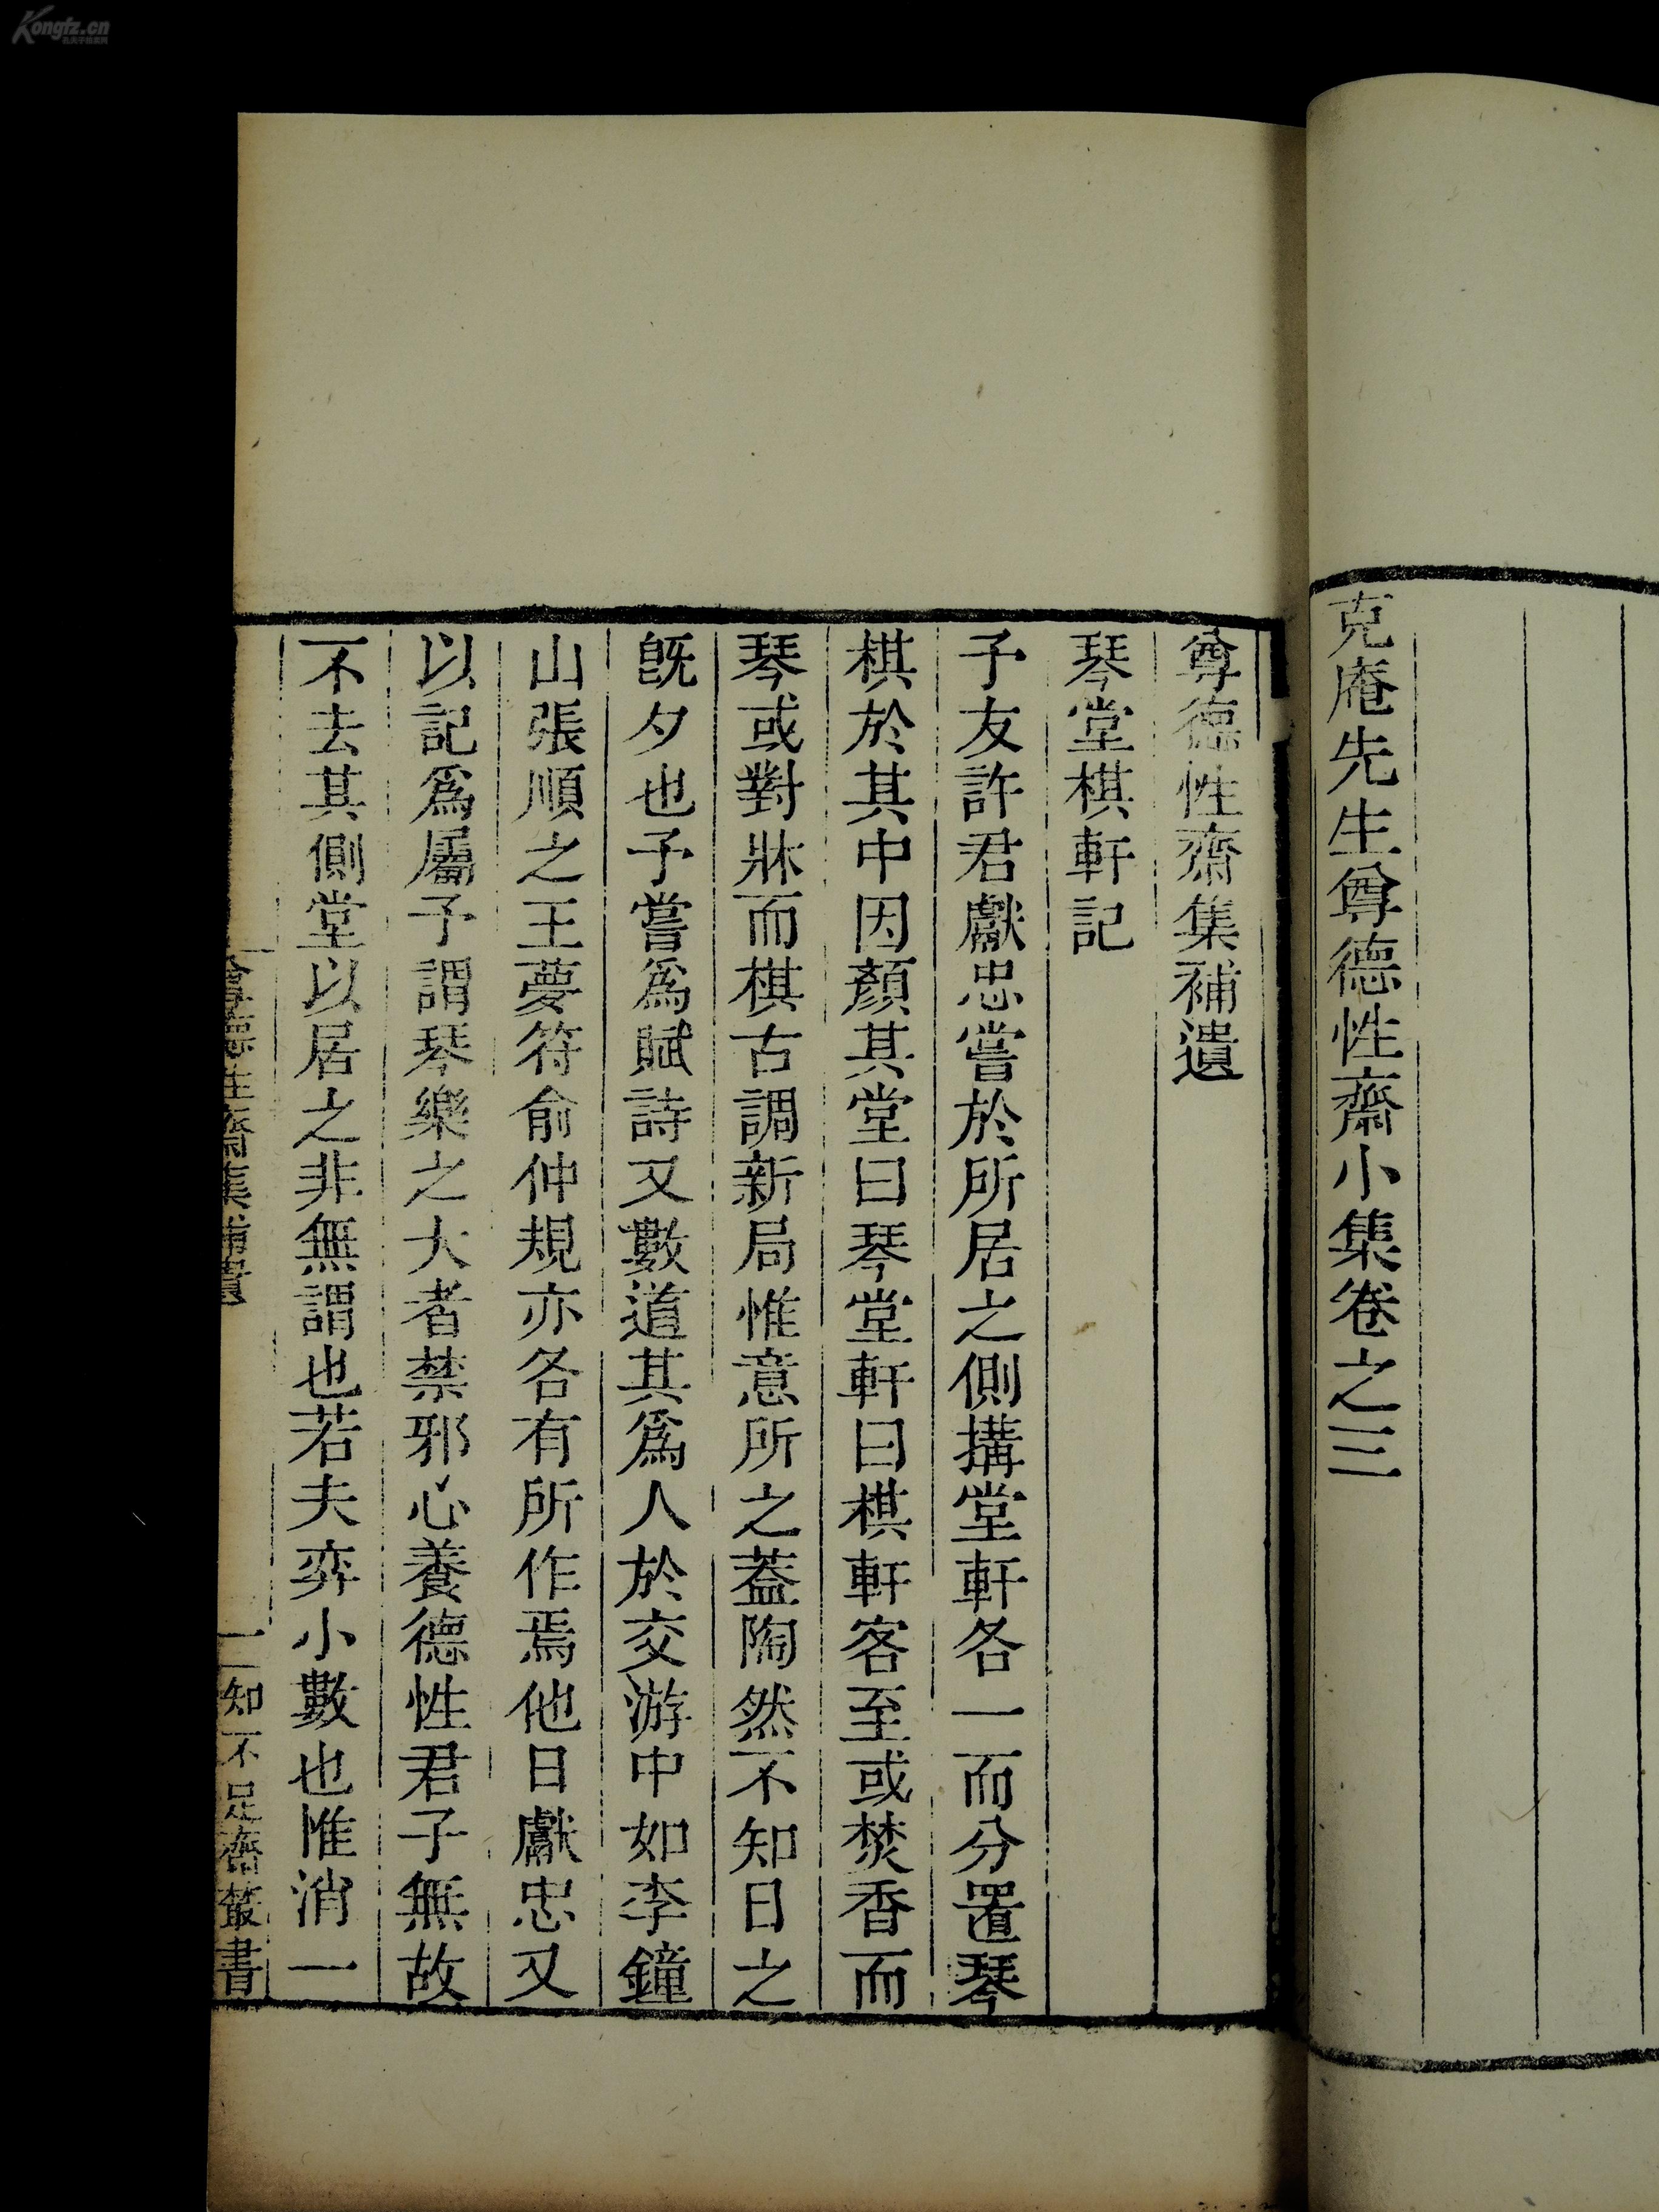 克庵先生尊德性齋小集卷之三
尊德性齋集補遺
琴堂棋軒記
予友許君獻忠嘗於所居之側搆堂軒各一而分置琴
棋於其中因顏其堂曰琴堂軒曰棋軒客至或焚香而
琴或對牀而棋古調新局惟意所之蓋陶然不知日之
旣夕也予嘗爲賦詩又數道其爲人於交游中如李鐘
山張順之王夢符俞仲規亦各有所作焉他日獻忠又
以記爲屬予謂琴樂之大者禁邪心養德性君子無故
不去其側堂以居之非無謂也若夫弈小數也惟消一
尊德性齋集補遺
一知不足齋叢書
Kongfz.cn